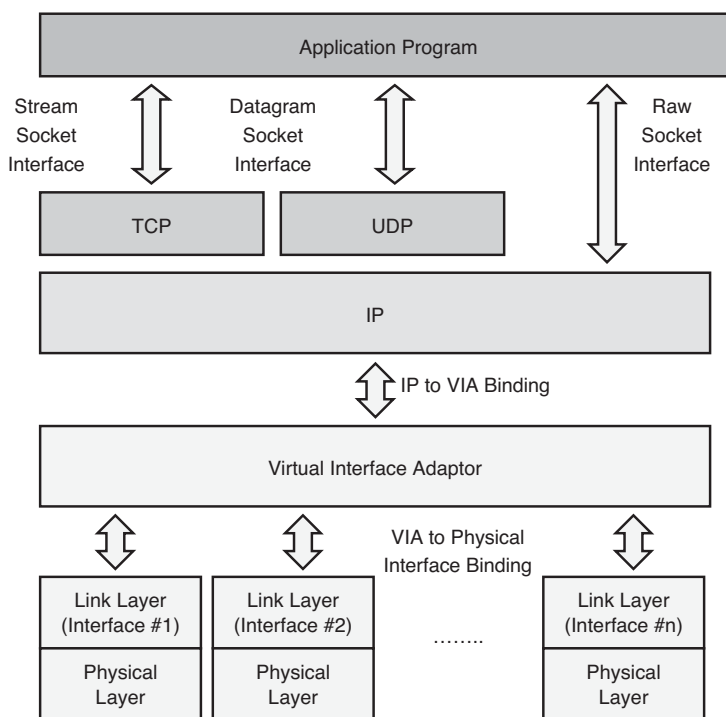 Application Program
Stream
Socket
Interface
Datagram
Socket
Interface
Raw
Socket
Interface
TCP
UDP
IP
IP to VIA Binding
Virtual Interface Adaptor
VIA to Physical
Interface Binding
Link Layer
(Interface #1)
Link Layer
(Interface #2)
........
Link Layer
(Interface #n)
Physical
Layer
Physical
Layer
Physical
Layer